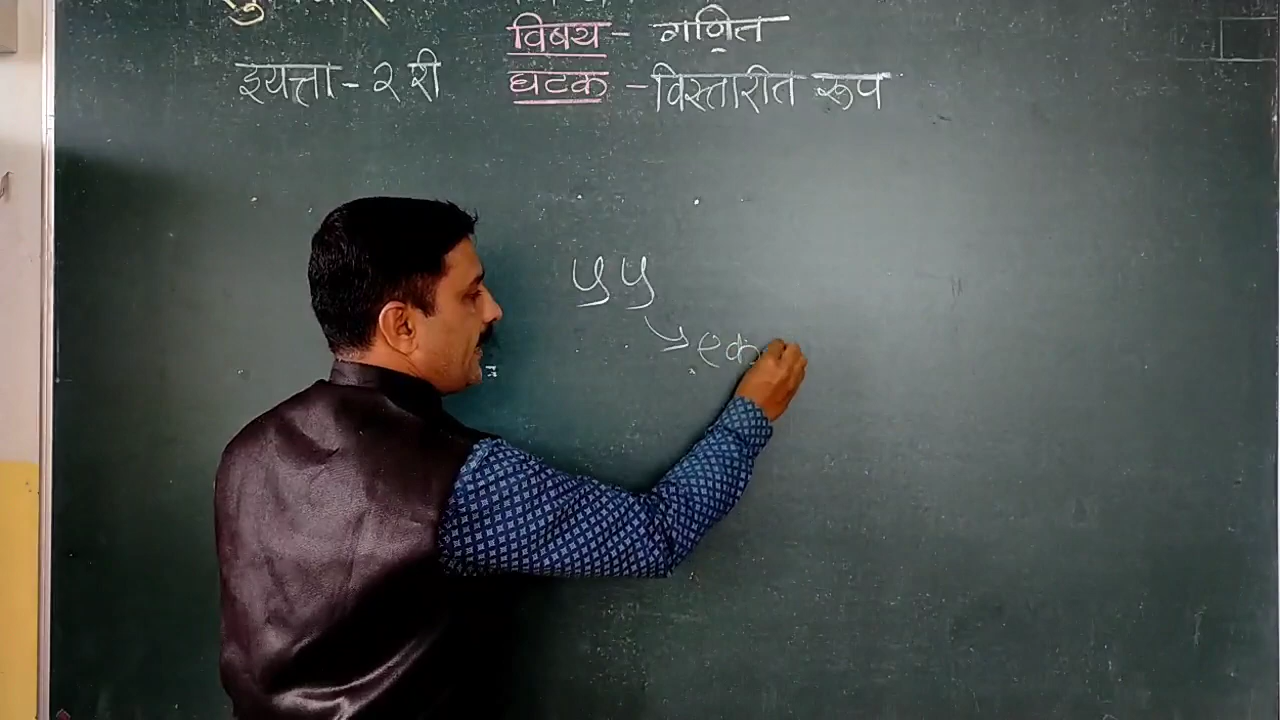 विषय - गणित
इयत्ता - २ री
घटक - विस्तारीत रूप
५५
एक